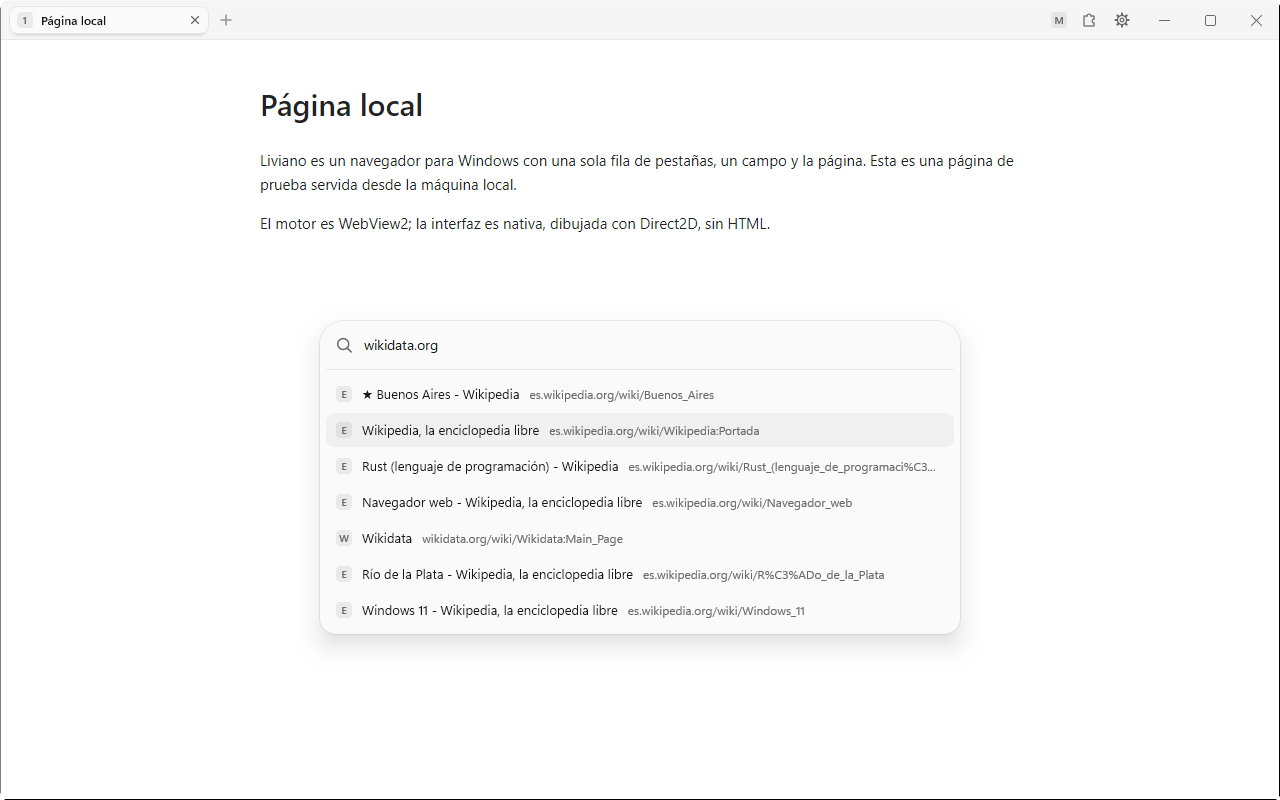 1 Página local
M
Página local
Liviano es un navegador para Windows con una sola fila de pestañas, un campo y la página. Esta es una página de
prueba servida desde la máquina local.
El motor es WebView2; la interfaz es nativa, dibujada con Direct2D, sin HTML.
wikidata.org
E ★ Buenos Aires - Wikipedia es.wikipedia.org/wiki/Buenos_Aires
E Wikipedia, la enciclopedia libre es.wikipedia.org/wiki/Wikipedia:Portada
E Rust (lenguaje de programación) - Wikipedia es.wikipedia.org/wiki/Rust_(lenguaje_de_programaci%C3...
E Navegador web - Wikipedia, la enciclopedia libre es.wikipedia.org/wiki/Navegador_web
W Wikidata wikidata.org/wiki/Wikidata:Main_Page
E Río de la Plata - Wikipedia, la enciclopedia libre es.wikipedia.org/wiki/R%C3%ADo_de_la_Plata
E Windows 11 - Wikipedia, la enciclopedia libre es.wikipedia.org/wiki/Windows_11